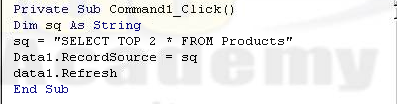 Private Sub Command1_Click()
Dim sq As String
sq = "SELECT TOP 2 * FROM Products"
Data1.RecordSource = sq
data1.Refresh
End Sub